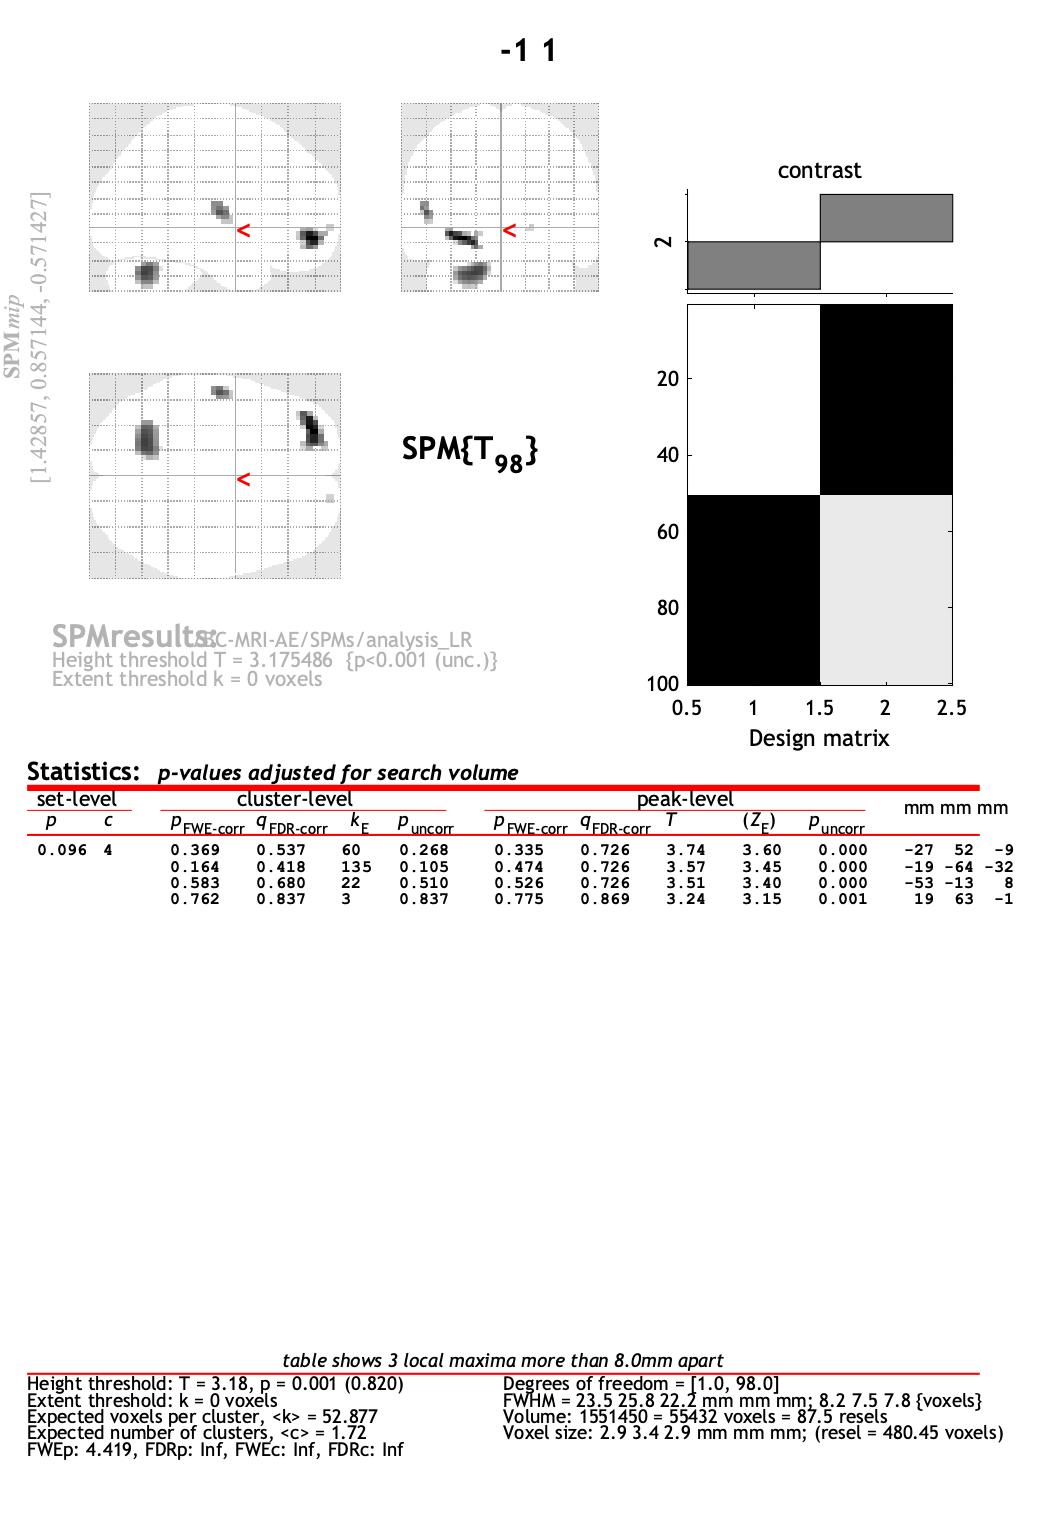 -1 1
SPMmip
[1.42857, 0.857144, -0.571427]
<
<
<
SPM{T98}
contrast
2
20
40
60
80
100
0.5 1 1.5 2 2.5
Design matrix
SPMresults: C-MRI-AE/SPMs/analysis_LR
Height threshold T = 3.175486 {p<0.001 (unc.)}
Extent threshold k = 0 voxels
Statistics: p-values adjusted for search volume
set-level cluster-level peak-level mm mm mm
p c pFWE-corr qFDR-corr kE puncorr pFWE-corr qFDR-corr T (ZE) puncorr
0.096 4 0.369 0.537 60 0.268 0.335 0.726 3.74 3.60 0.000 -27 52 -9
0.164 0.418 135 0.105 0.474 0.726 3.57 3.45 0.000 -19 -64 -32
0.583 0.680 22 0.510 0.526 0.726 3.51 3.40 0.000 -53 -13 8
0.762 0.837 3 0.837 0.775 0.869 3.24 3.15 0.001 19 63 -1
table shows 3 local maxima more than 8.0mm apart
Height threshold: T = 3.18, p = 0.001 (0.820)
Extent threshold: k = 0 voxels
Expected voxels per cluster, <k> = 52.877
Expected number of clusters, <c> = 1.72
FWEp: 4.419, FDRp: Inf, FWEc: Inf, FDRc: Inf
Degrees of freedom = [1.0, 98.0]
FWHM = 23.5 25.8 22.2 mm mm mm; 8.2 7.5 7.8 {voxels}
Volume: 1551450 = 55432 voxels = 87.5 resels
Voxel size: 2.9 3.4 2.9 mm mm mm; (resel = 480.45 voxels)